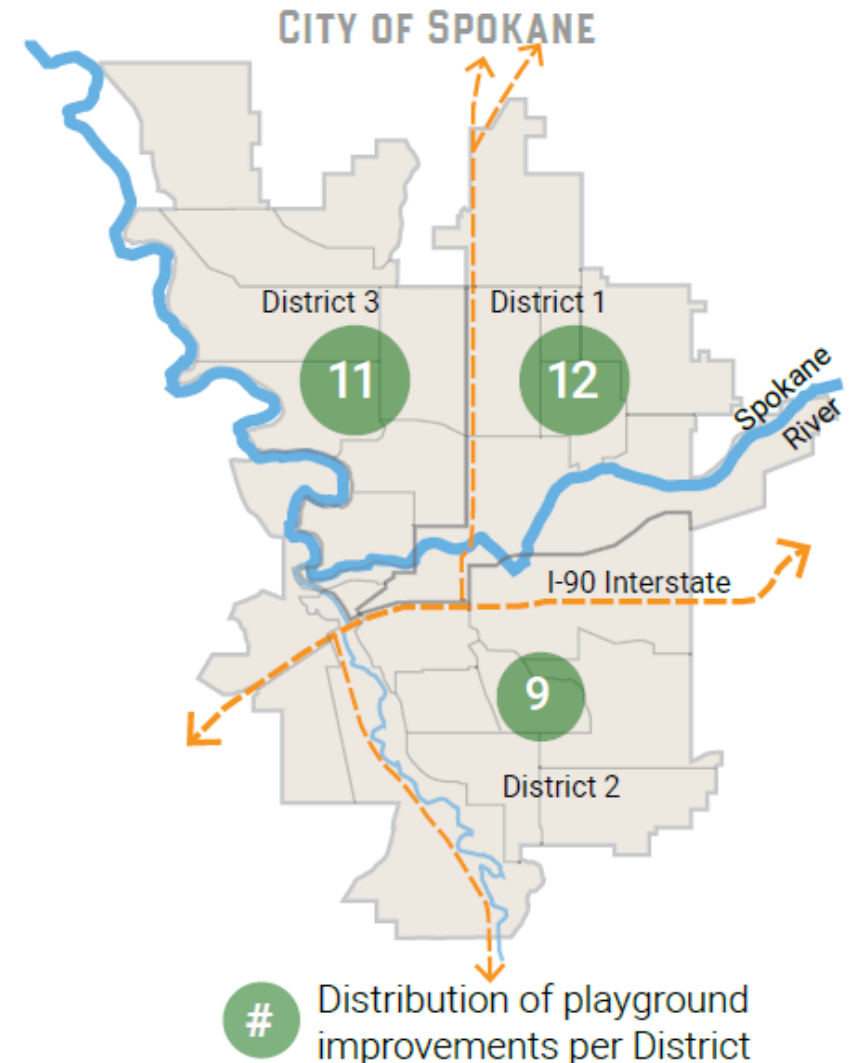 CITY OF SPOKANE
District 3
District 1
11
12
Spokane
River
I-90 Interstate
9
District 2
#
Distribution of playground
improvements per District